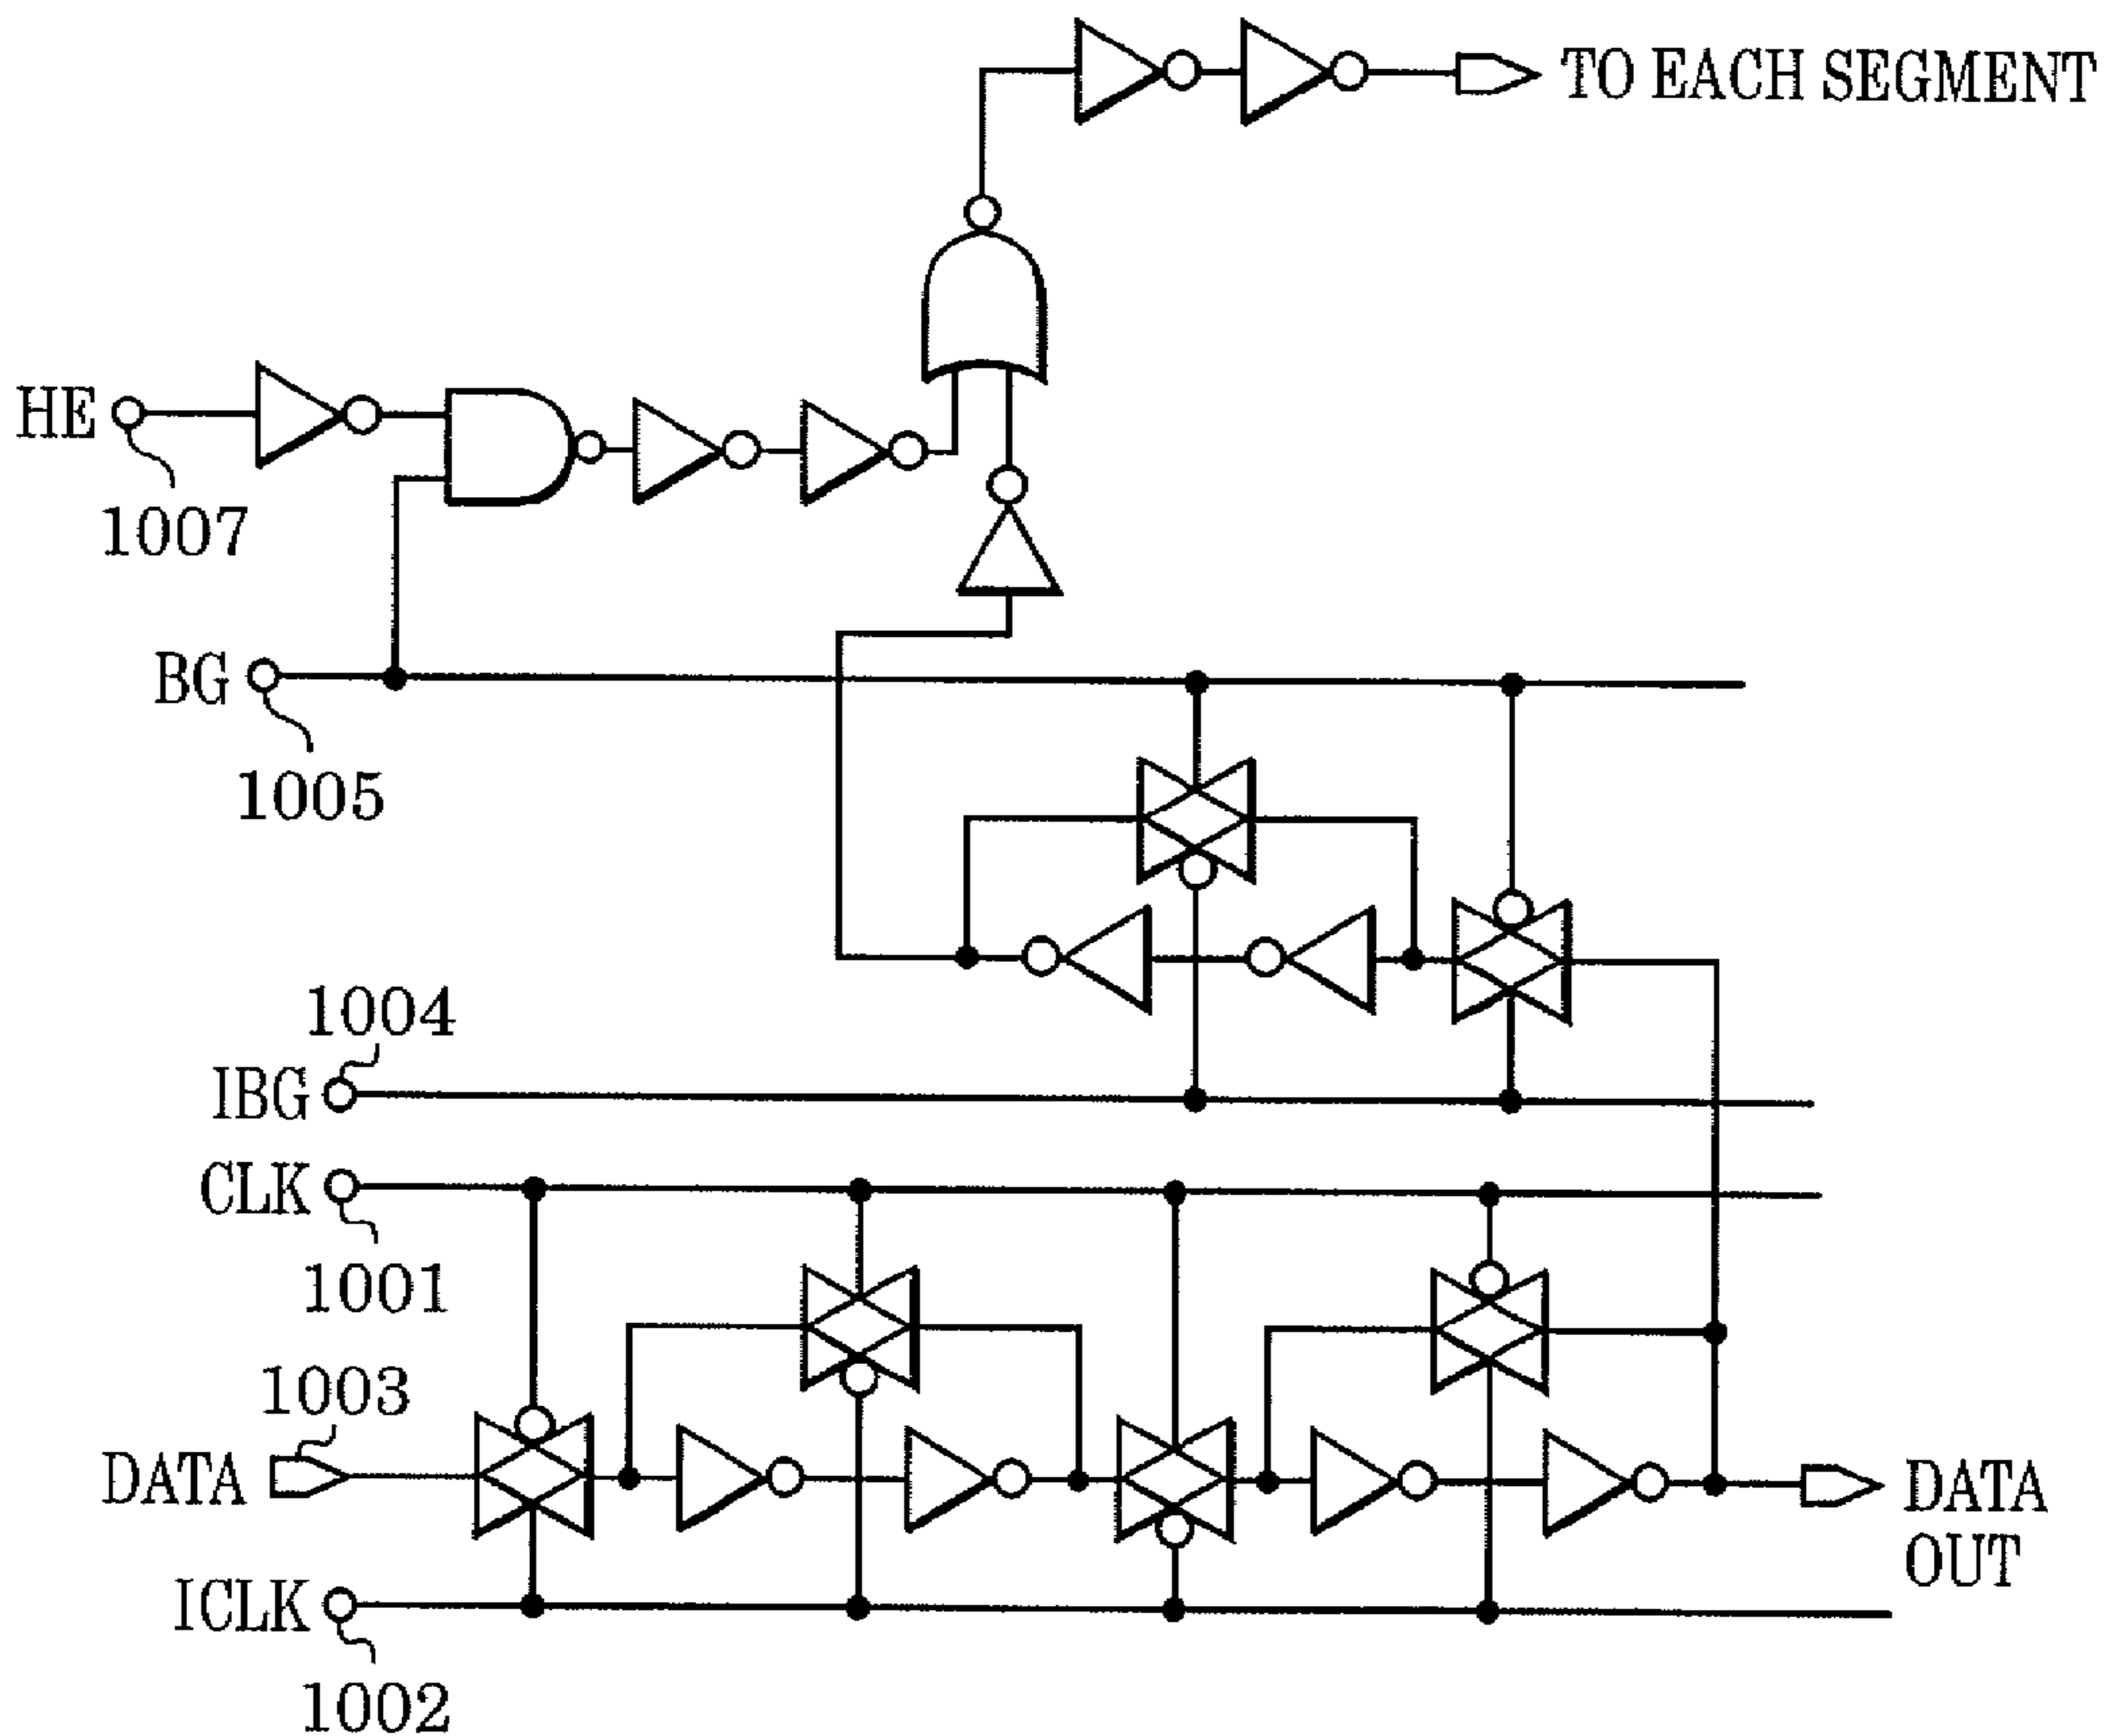 TO EACH SEGMENT
HE
1007
BG
1005
1004
IBG
CLK
1001
1003
DATA
DATA
OUT
ICLK
1002